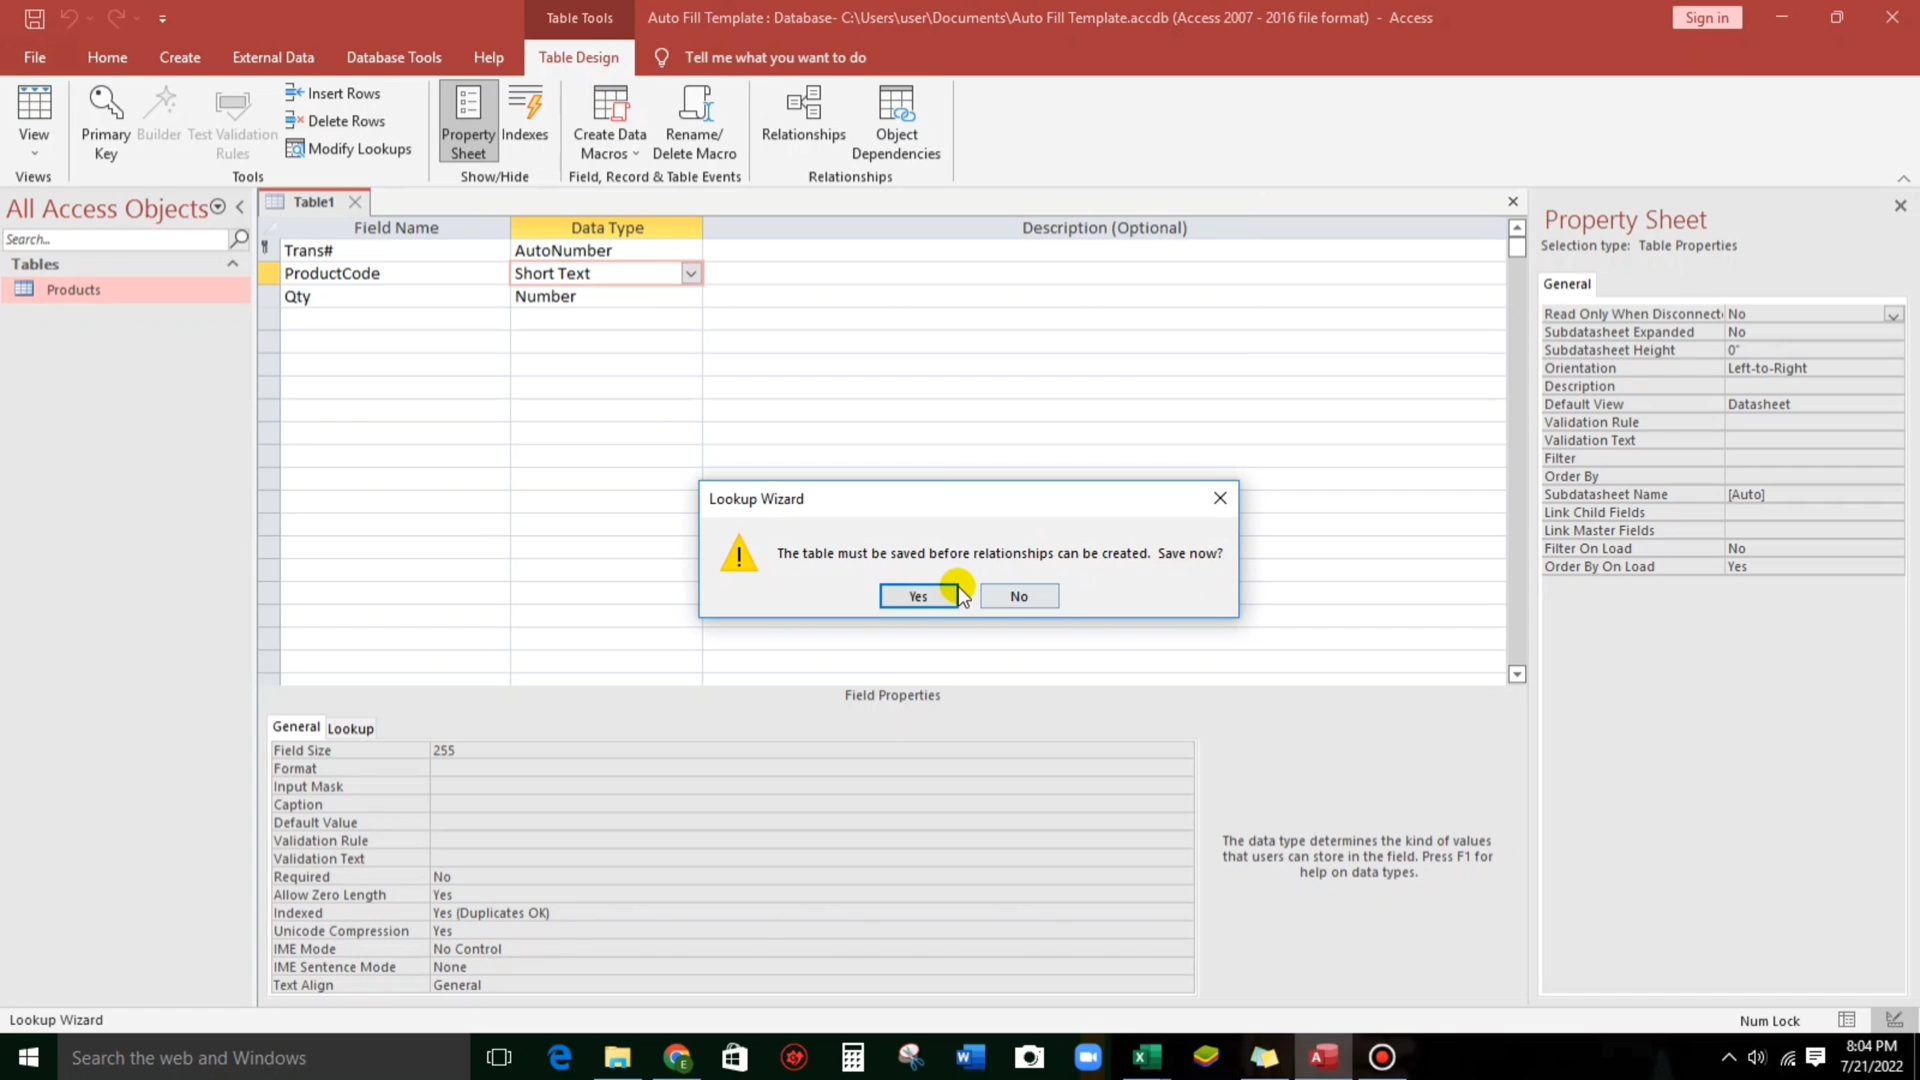 Table Tools
Auto Fill Template : Database- C:\Users\user\Documents\Auto Fill Template.accdb (Access 2007 - 2016 file format) - Access
Sign in
File Home Create External Data Database Tools Help Table Design Tell me what you want to do
View
Primary Key
Builder
Test Validation Rules
Insert Rows
Delete Rows
Modify Lookups
Property Sheet
Indexes
Create Data Macros
Rename/ Delete Macro
Relationships
Object Dependencies
Views Tools Show/Hide Field, Record & Table Events Relationships
All Access Objects
Search...
Tables
Products
Table1
Field Name Data Type Description (Optional)
Trans# AutoNumber
ProductCode Short Text
Qty Number
Lookup Wizard
The table must be saved before relationships can be created. Save now?
Yes No
Field Properties
General Lookup
Field Size 255
Format
Input Mask
Caption
Default Value
Validation Rule
Validation Text
Required No
Allow Zero Length Yes
Indexed Yes (Duplicates OK)
Unicode Compression Yes
IME Mode No Control
IME Sentence Mode None
Text Align General
The data type determines the kind of values
that users can store in the field. Press F1 for
help on data types.
Property Sheet
Selection type: Table Properties
General
Read Only When Disconnect No
Subdatasheet Expanded No
Subdatasheet Height 0"
Orientation Left-to-Right
Description
Default View Datasheet
Validation Rule
Validation Text
Filter
Order By
Subdatasheet Name [Auto]
Link Child Fields
Link Master Fields
Filter On Load No
Order By On Load Yes
Lookup Wizard
Num Lock
Search the web and Windows
8:04 PM
7/21/2022